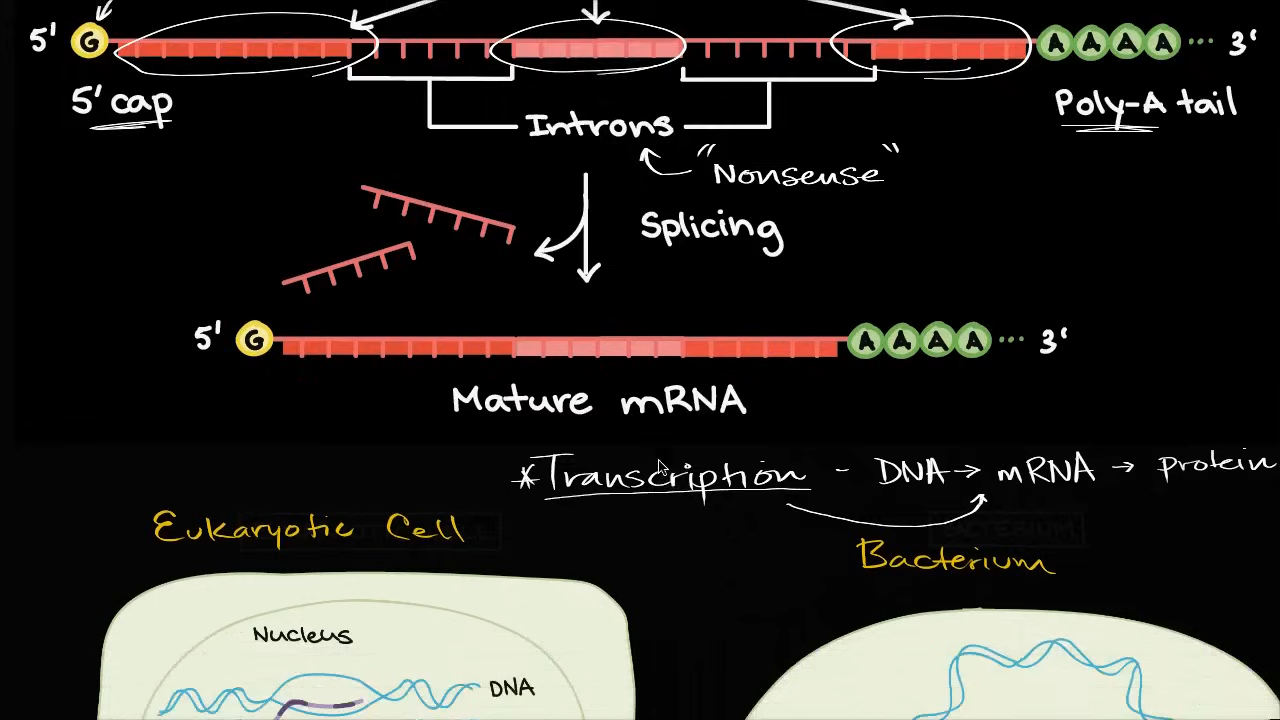 5' G A A A A ... 3'
5' cap
Poly-A tail
Introns
"Nonsense"
Splicing
5' G A A A A ... 3'
Mature mRNA
*Transcription - DNA → mRNA → protein
Eukaryotic Cell
BACTERIUM
Bacterium
Nucleus
DNA